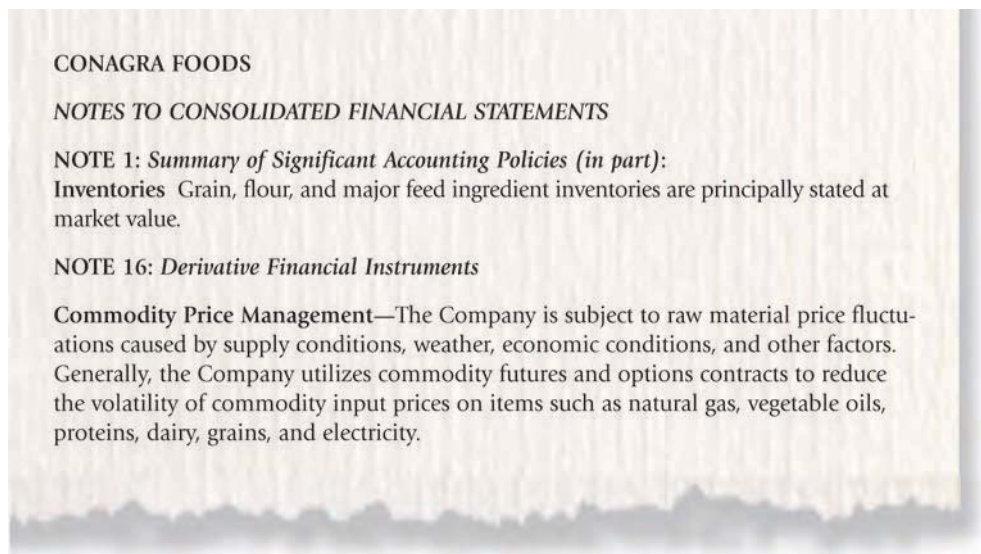 CONAGRA FOODS
NOTES TO CONSOLIDATED FINANCIAL STATEMENTS
NOTE 1: Summary of Significant Accounting Policies (in part):
Inventories Grain, flour, and major feed ingredient inventories are principally stated at
market value.
NOTE 16: Derivative Financial Instruments
Commodity Price Management—The Company is subject to raw material price fluctu-
ations caused by supply conditions, weather, economic conditions, and other factors.
Generally, the Company utilizes commodity futures and options contracts to reduce
the volatility of commodity input prices on items such as natural gas, vegetable oils,
proteins, dairy, grains, and electricity.